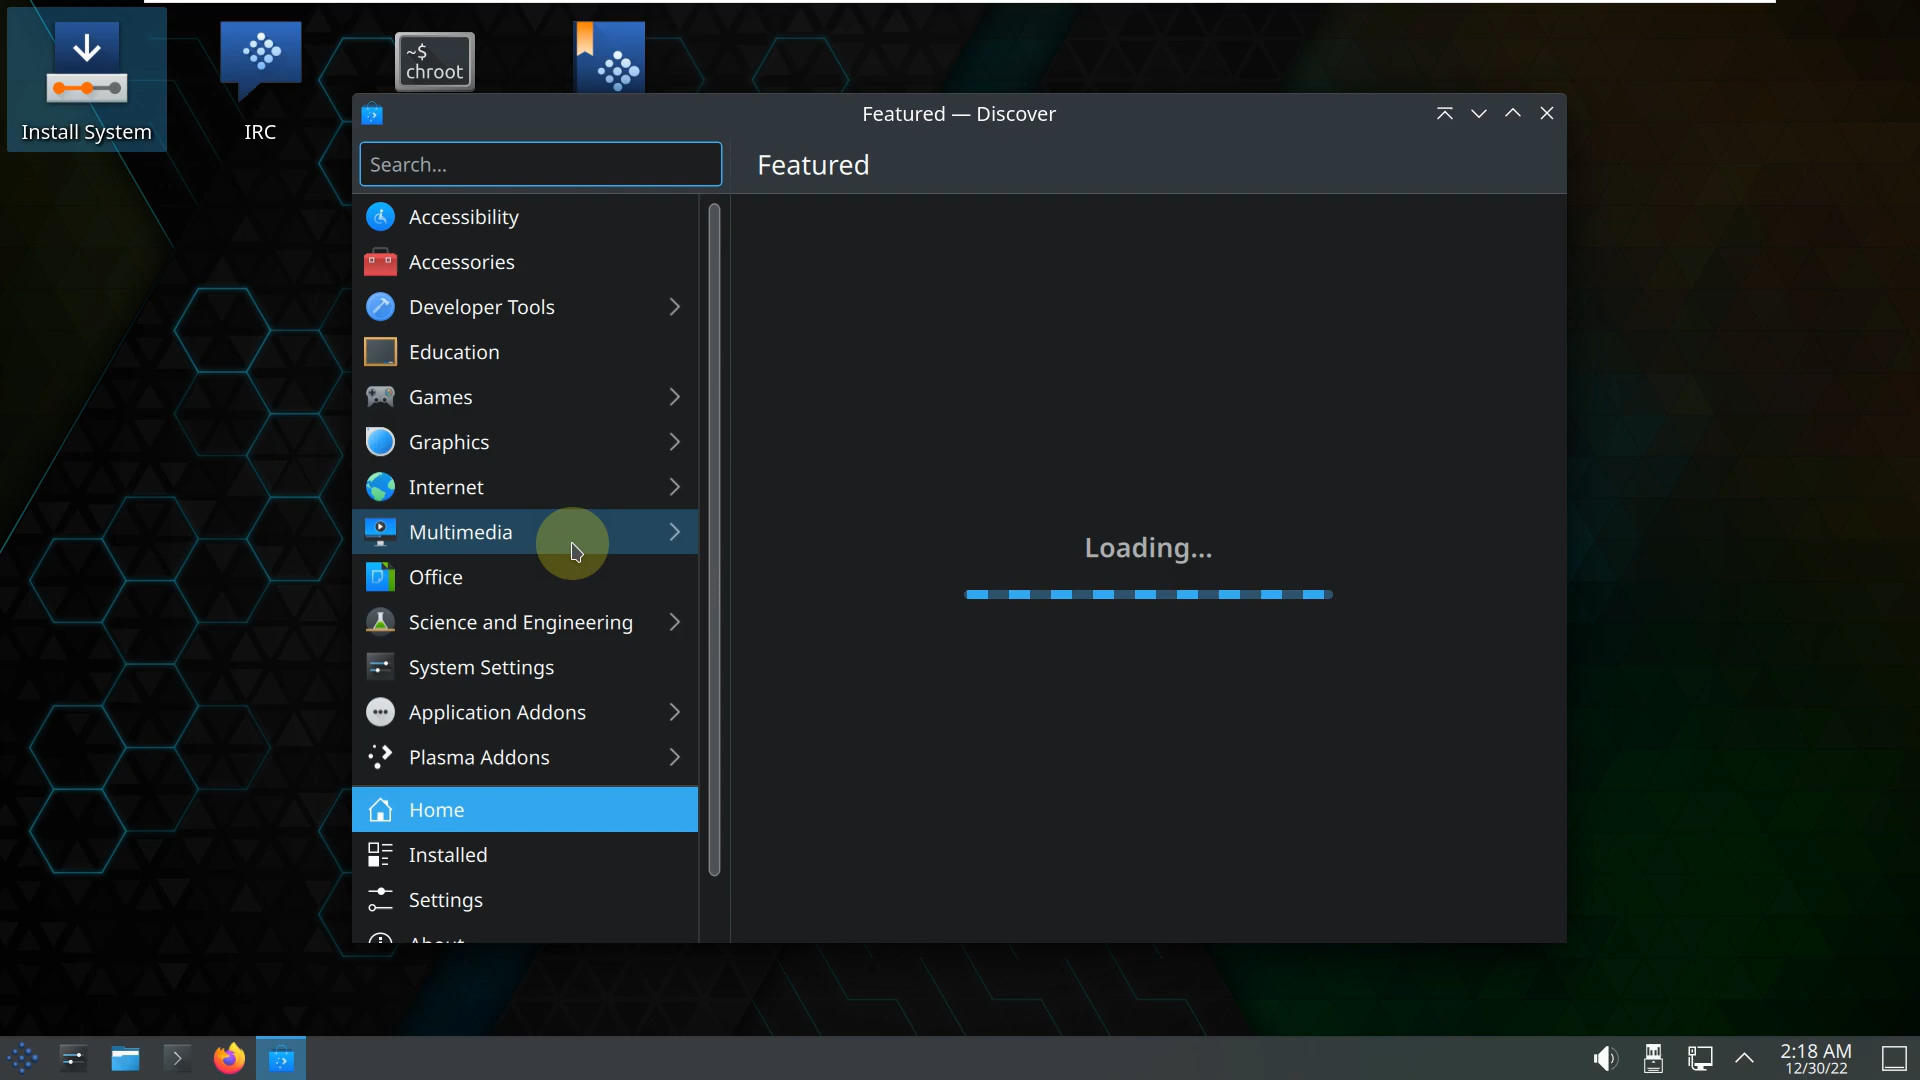 ~$
chroot
Install System
IRC
Featured — Discover
Search...
Featured
Accessibility
Accessories
Developer Tools
Education
Games
Graphics
Internet
Multimedia
Office
Science and Engineering
System Settings
Application Addons
Plasma Addons
Home
Installed
Settings
About
Loading...
2:18 AM
12/30/22